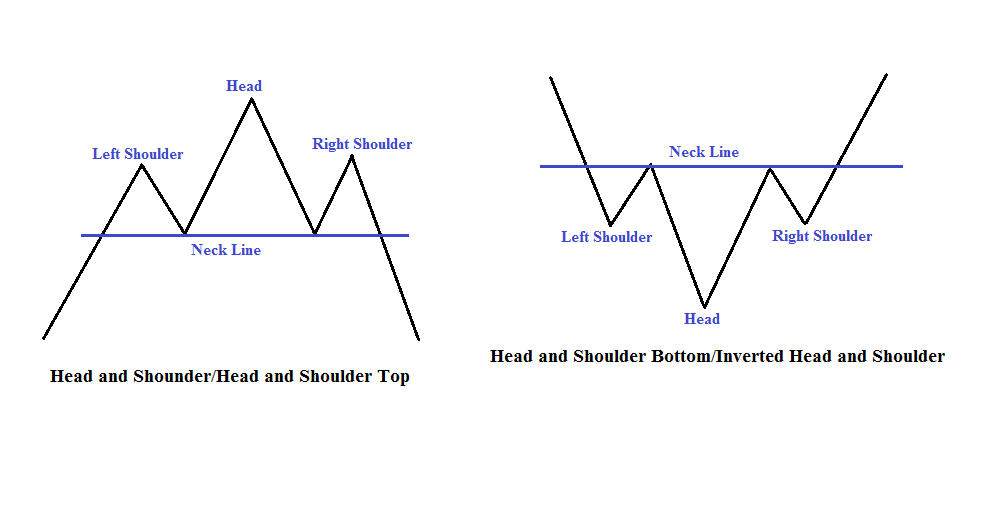 Head
Left Shoulder
Right Shoulder
Neck Line
Head and Shounder/Head and Shoulder Top
Neck Line
Left Shoulder
Right Shoulder
Head
Head and Shoulder Bottom/Inverted Head and Shoulder